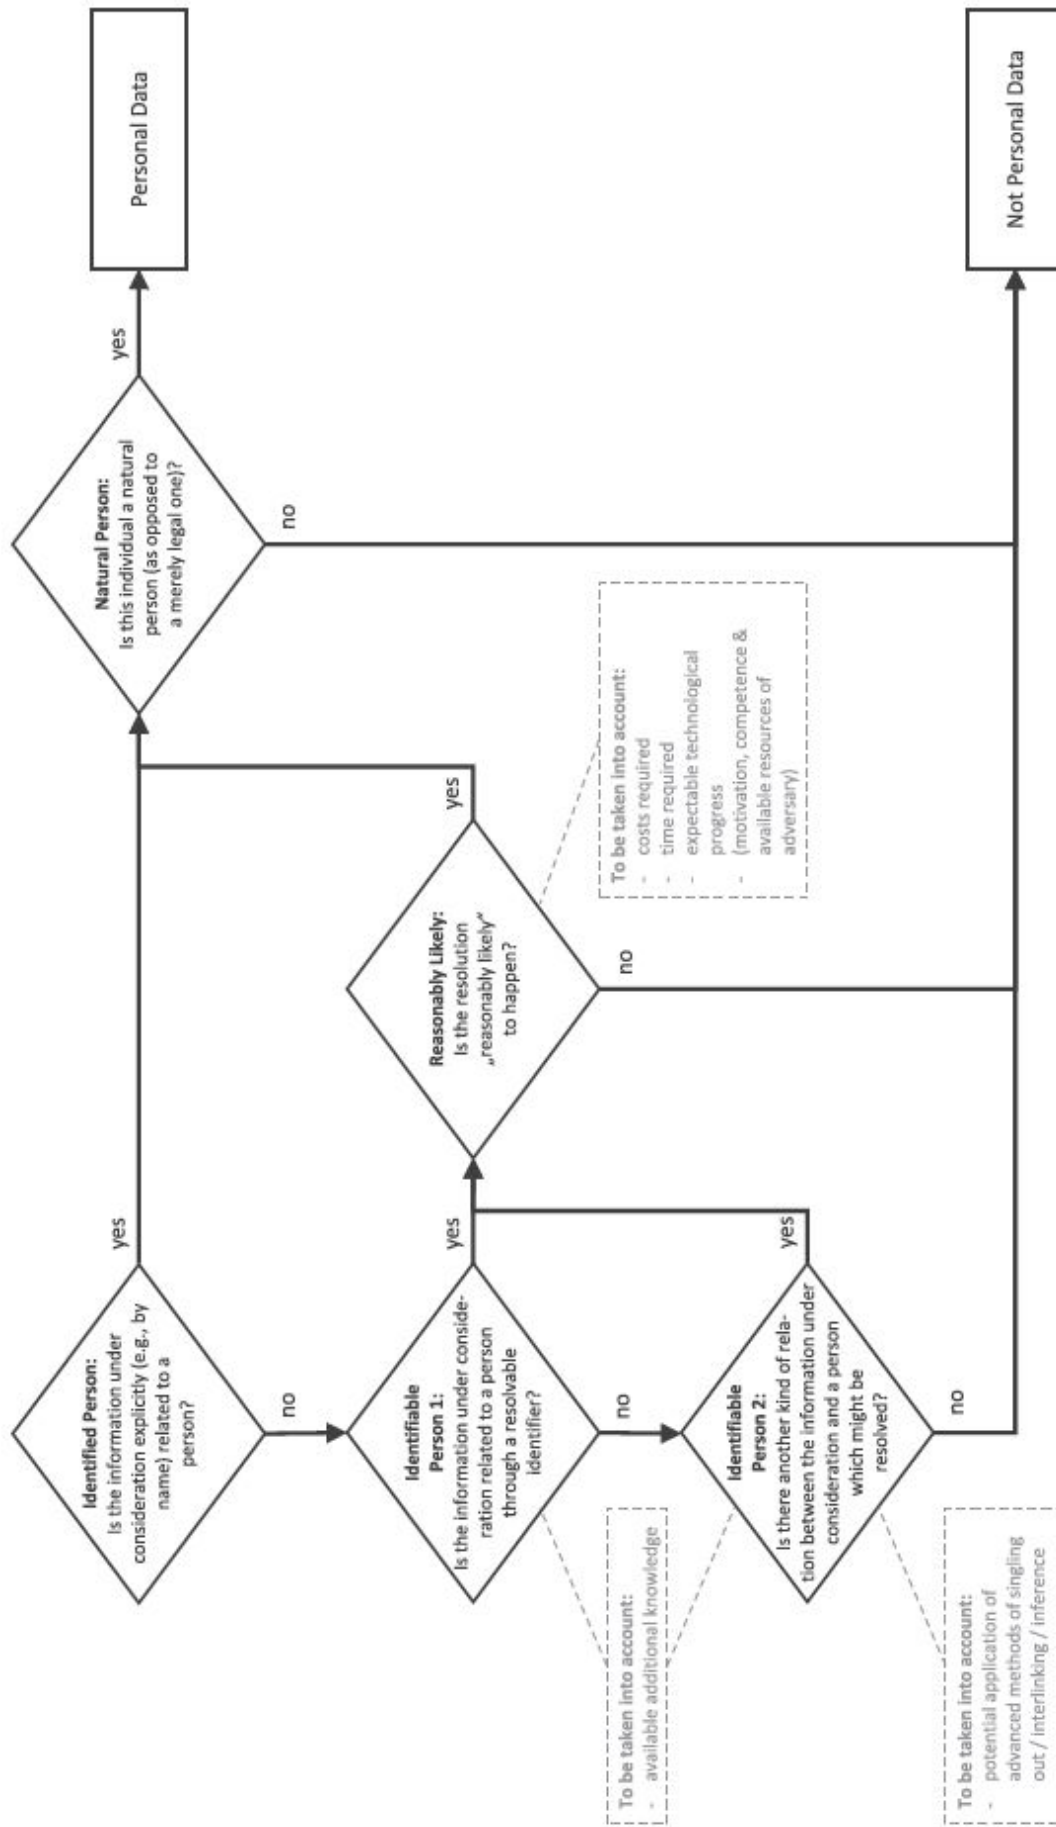 Identified Person:
Is the information under
consideration explicitly (e.g., by
name) related to a
person?
yes
no
Natural Person:
Is this individual a natural
person (as opposed to
a merely legal one)?
yes
no
Personal Data
Identifiable
Person 1:
Is the information under conside-
ration related to a person
through a resolvable
identifier?
yes
no
Reasonably Likely:
Is the resolution
„reasonably likely“
to happen?
yes
no
To be taken into account:
- available additional knowledge
To be taken into account:
- costs required
- time required
- expectable technological
progress
- (motivation, competence &
available resources of
adversary)
Identifiable
Person 2:
Is there another kind of rela-
tion between the information under
consideration and a person
which might be
resolved?
yes
no
To be taken into account:
- potential application of
advanced methods of singling
out / interlinking / inference
Not Personal Data